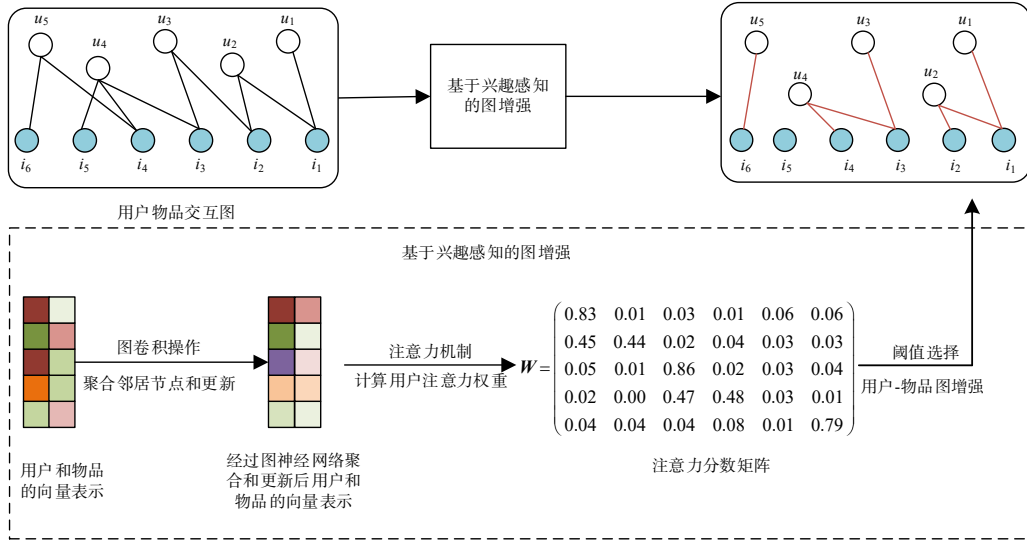 u5 u3 u1
u4 u2
i6 i5 i4 i3 i2 i1
用户物品交互图
基于兴趣感知
的图增强
u5 u3 u1
u4 u2
i6 i5 i4 i3 i2 i1
基于兴趣感知的图增强
用户和物品
的向量表示
图卷积操作
聚合邻居节点和更新
经过图神经网络聚
合和更新后用户和
物品的向量表示
注意力机制
计算用户注意力权重
W=
0.83 0.01 0.03 0.01 0.06 0.06
0.45 0.44 0.02 0.04 0.03 0.03
0.05 0.01 0.86 0.02 0.03 0.04
0.02 0.00 0.47 0.48 0.03 0.01
0.04 0.04 0.04 0.08 0.01 0.79
注意力分数矩阵
阈值选择
用户-物品图增强